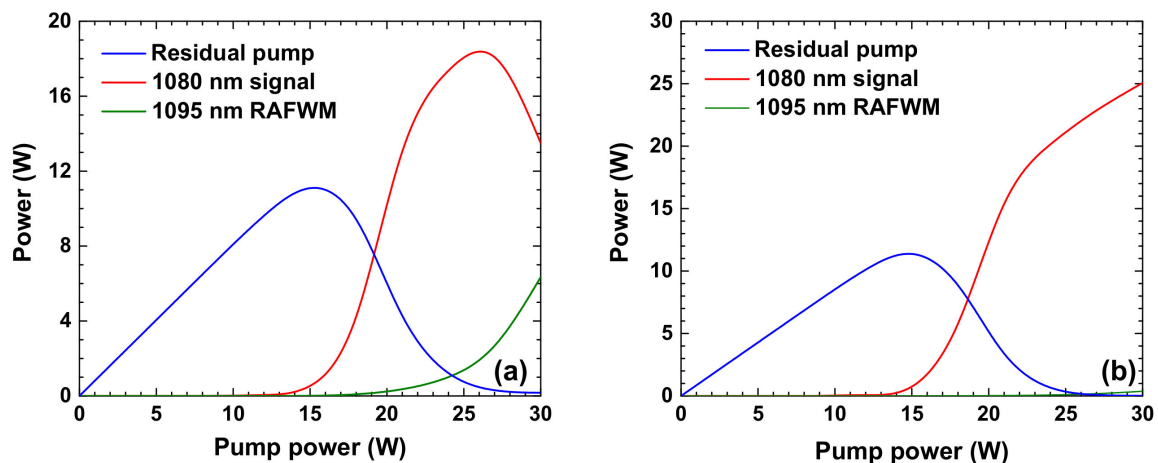 20
16
12
8
4
0
Power (W)
Residual pump
1080 nm signal
1095 nm RAFWM
(a)
0 5 10 15 20 25 30
Pump power (W)
30
25
20
15
10
5
0
Power (W)
Residual pump
1080 nm signal
1095 nm RAFWM
(b)
0 5 10 15 20 25 30
Pump power (W)